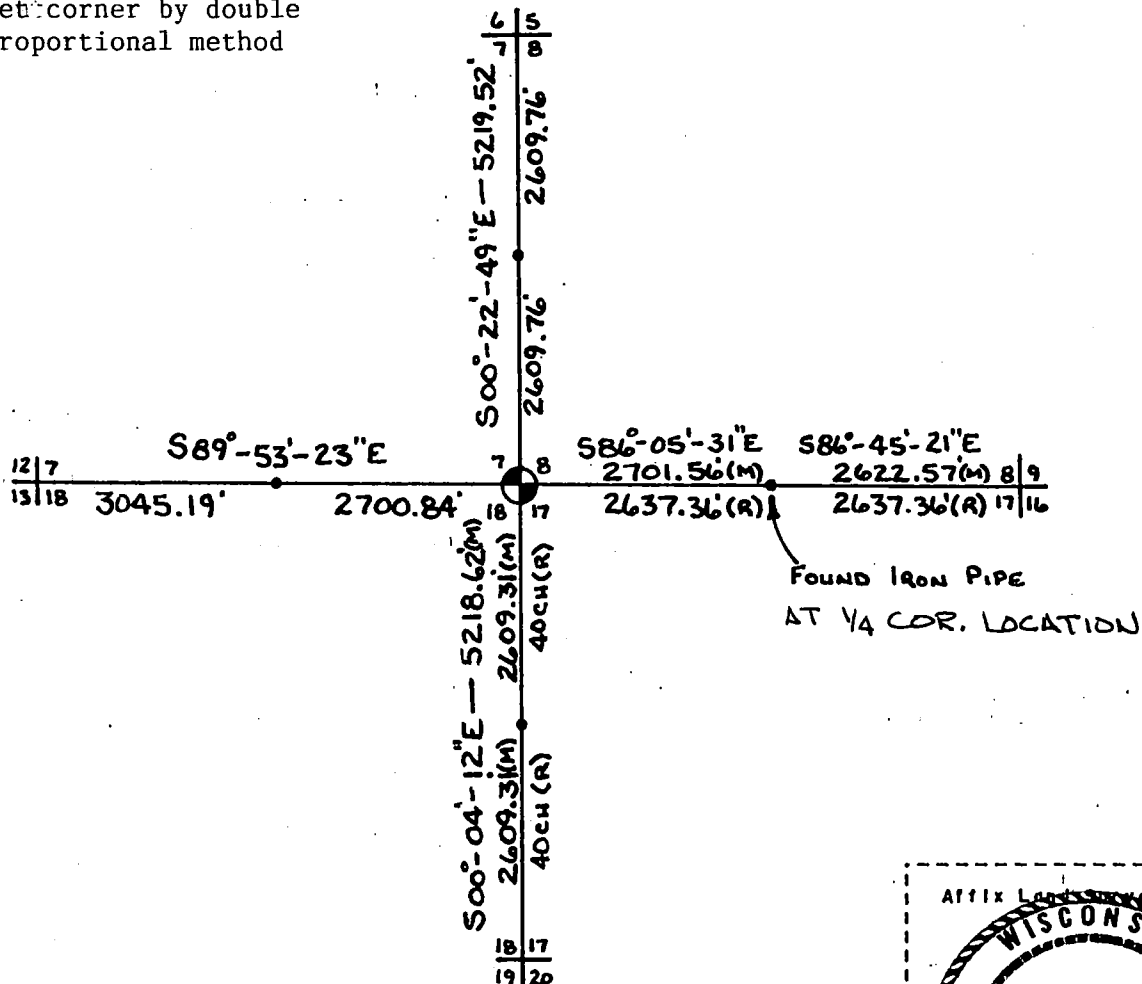 et corner by double
roportional method
6 5
7 8
S00°-22'-49"E — 5219.52'
2609.76'
2609.76'
S89°-53'-23"E
12 7
13 18
3045.19'
2700.84'
7 8
18 17
S86°-05'-31"E
2701.56'(M)
2637.36'(R)
S86°-45'-21"E
2622.57'(M)
2637.36'(R)
8 9
17 16
FOUND IRON PIPE
AT 1/4 COR. LOCATION
S00°-04'-12"E — 5218.62'(M)
2609.31'(M)
40CH(R)
2609.31'(M)
40CH(R)
18 17
19 20
Affix
WISCONS